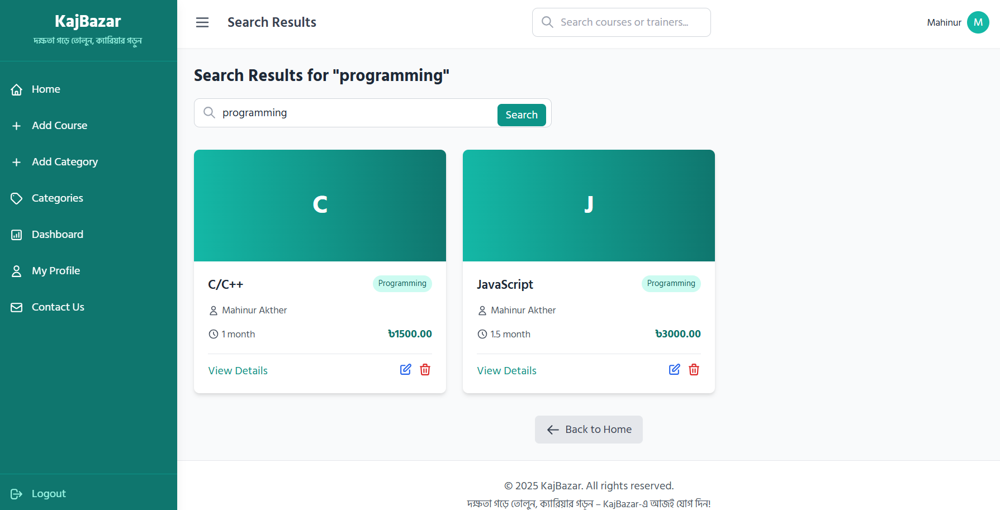 KajBazar
দক্ষতা গড়ে তোলুন, ক্যারিয়ার গড়ুন
Home
Add Course
Add Category
Categories
Dashboard
My Profile
Contact Us
Logout
Search Results
Search courses or trainers...
Mahinur
M
Search Results for "programming"
programming
Search
C
C/C++
Programming
Mahinur Akther
1 month
৳1500.00
View Details
J
JavaScript
Programming
Mahinur Akther
1.5 month
৳3000.00
View Details
Back to Home
© 2025 KajBazar. All rights reserved.
দক্ষতা গড়ে তোলুন, ক্যারিয়ার গড়ুন – KajBazar-এ আজই যোগ দিন!